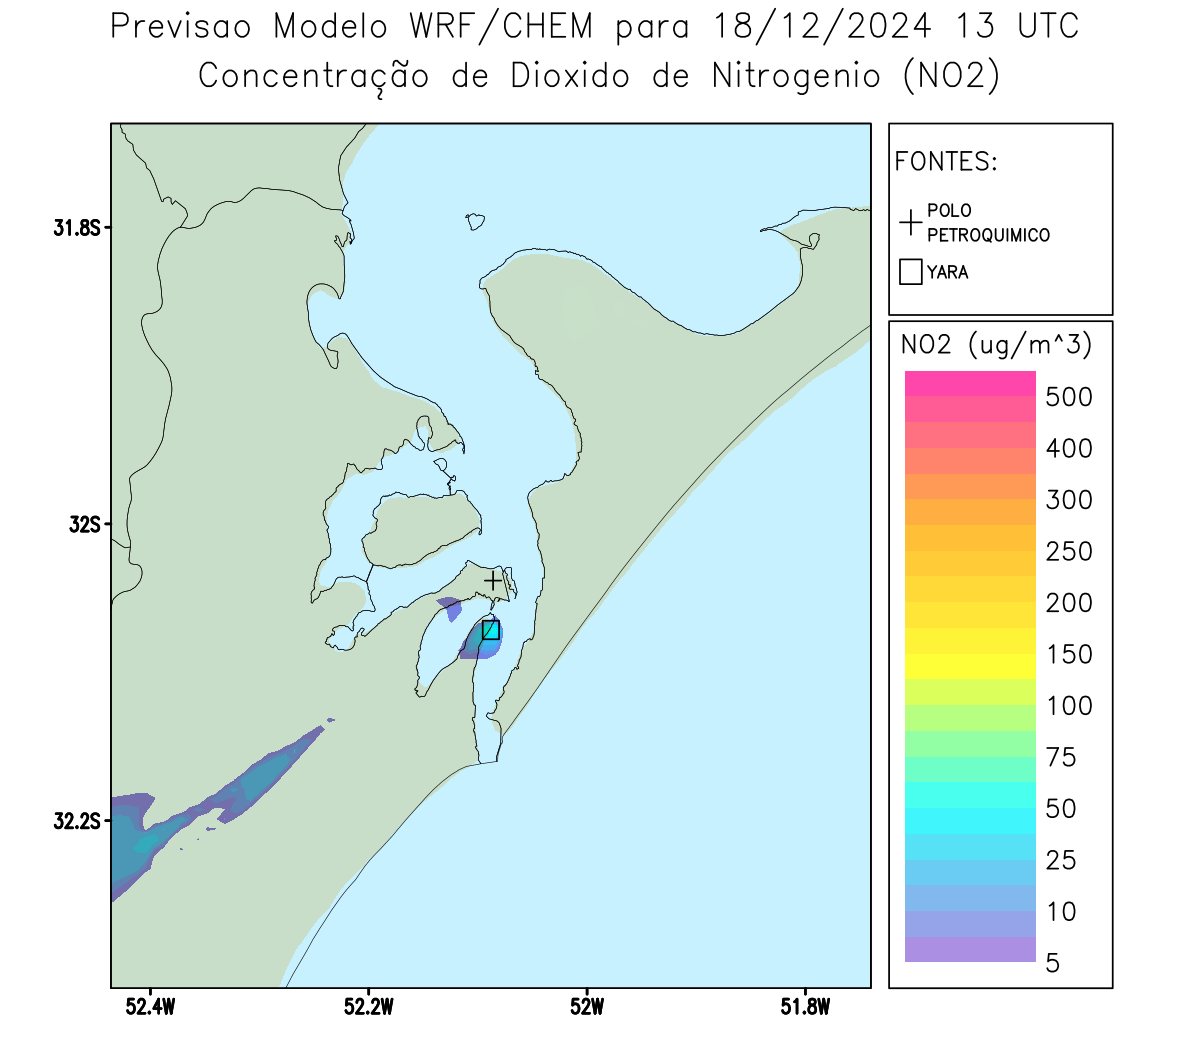 Previsao Modelo WRF/CHEM para 18/12/2024 13 UTC
Concentração de Dioxido de Nitrogenio (NO2)
FONTES:
POLO
PETROQUIMICO
YARA
NO2 (ug/m^3)
500
400
300
250
200
150
100
75
50
25
10
5
31.8S
32S
32.2S
52.4W
52.2W
52W
51.8W